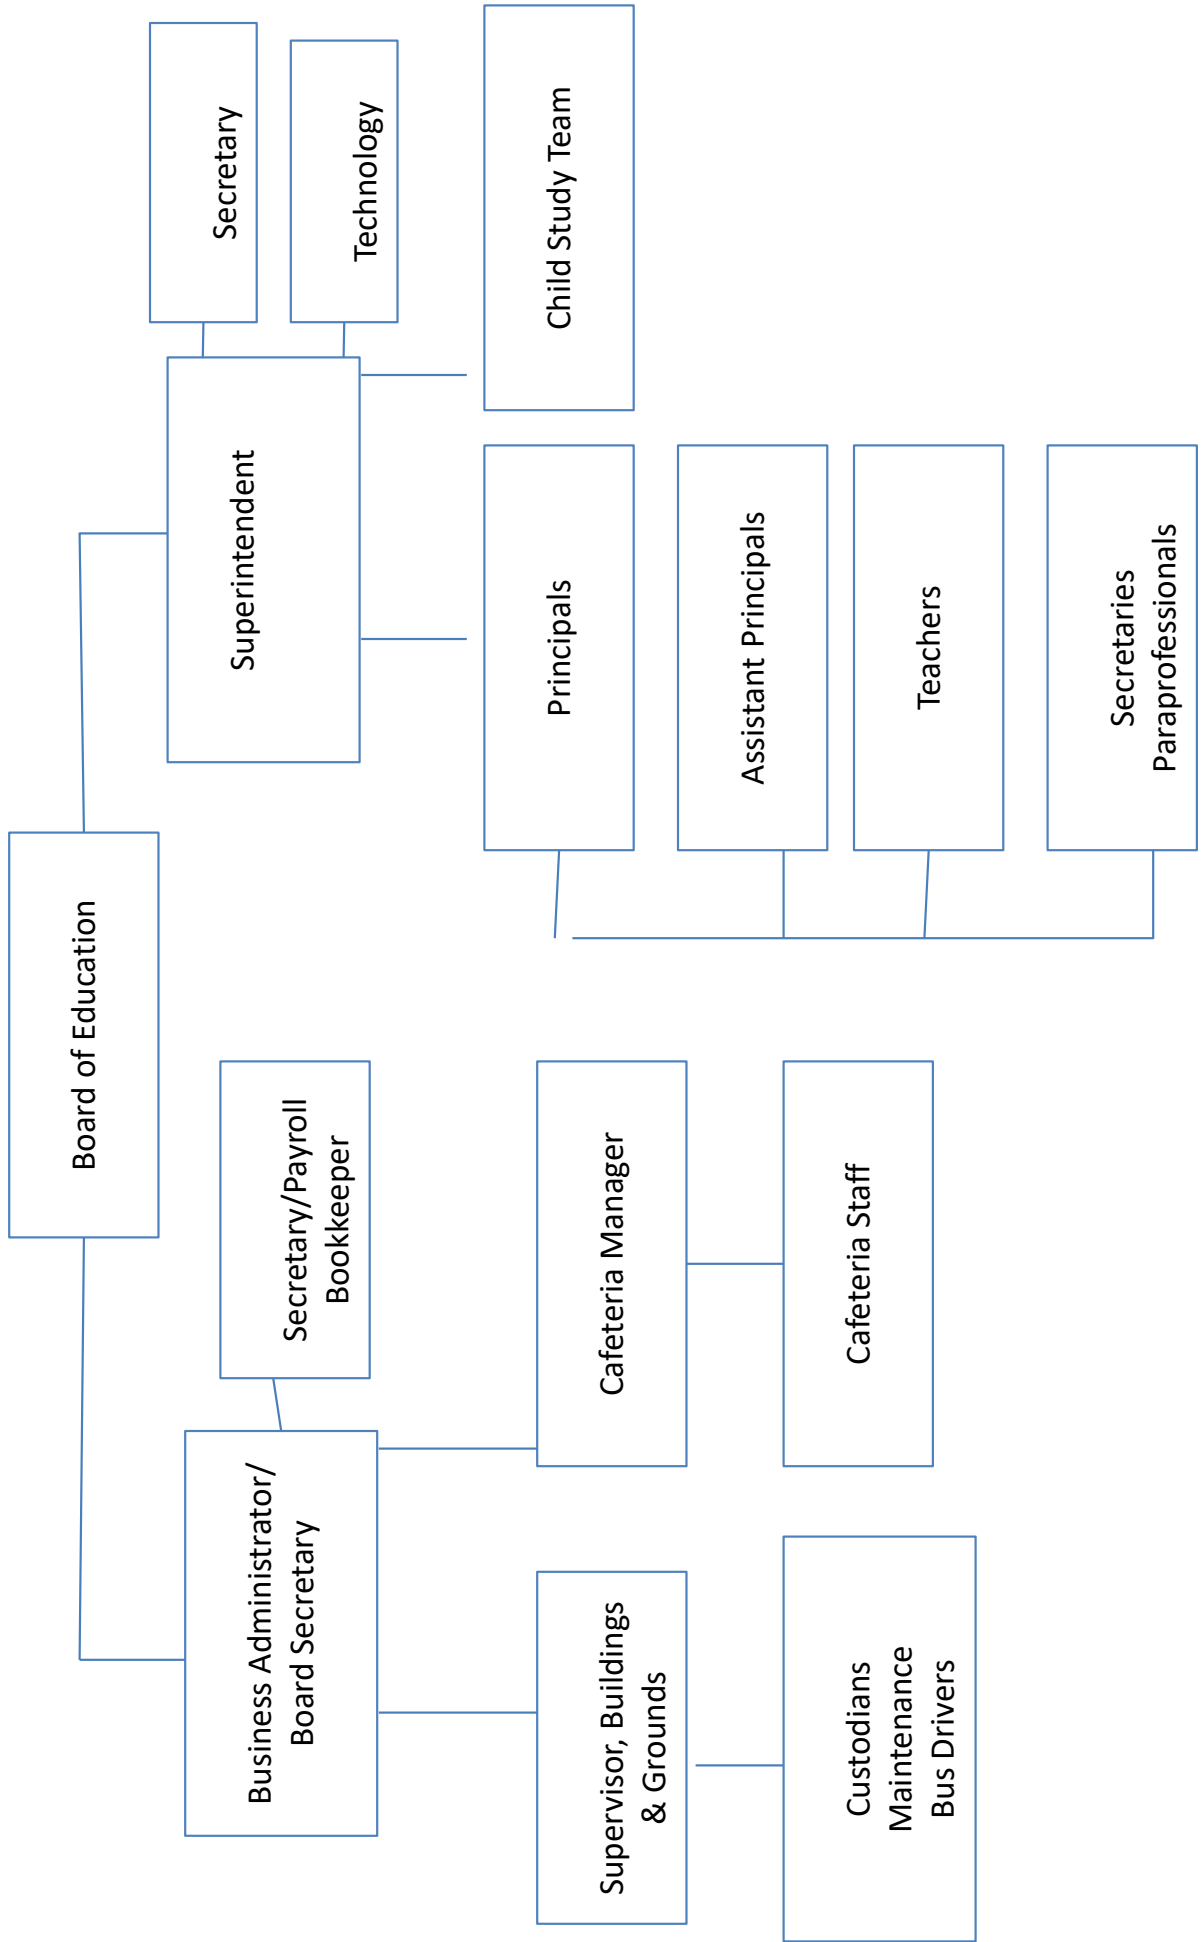 Board of Education
Business Administrator/
Board Secretary
Secretary/Payroll
Bookkeeper
Superintendent
Secretary
Technology
Supervisor, Buildings
& Grounds
Cafeteria Manager
Principals
Child Study Team
Custodians
Maintenance
Bus Drivers
Cafeteria Staff
Assistant Principals
Teachers
Secretaries
Paraprofessionals